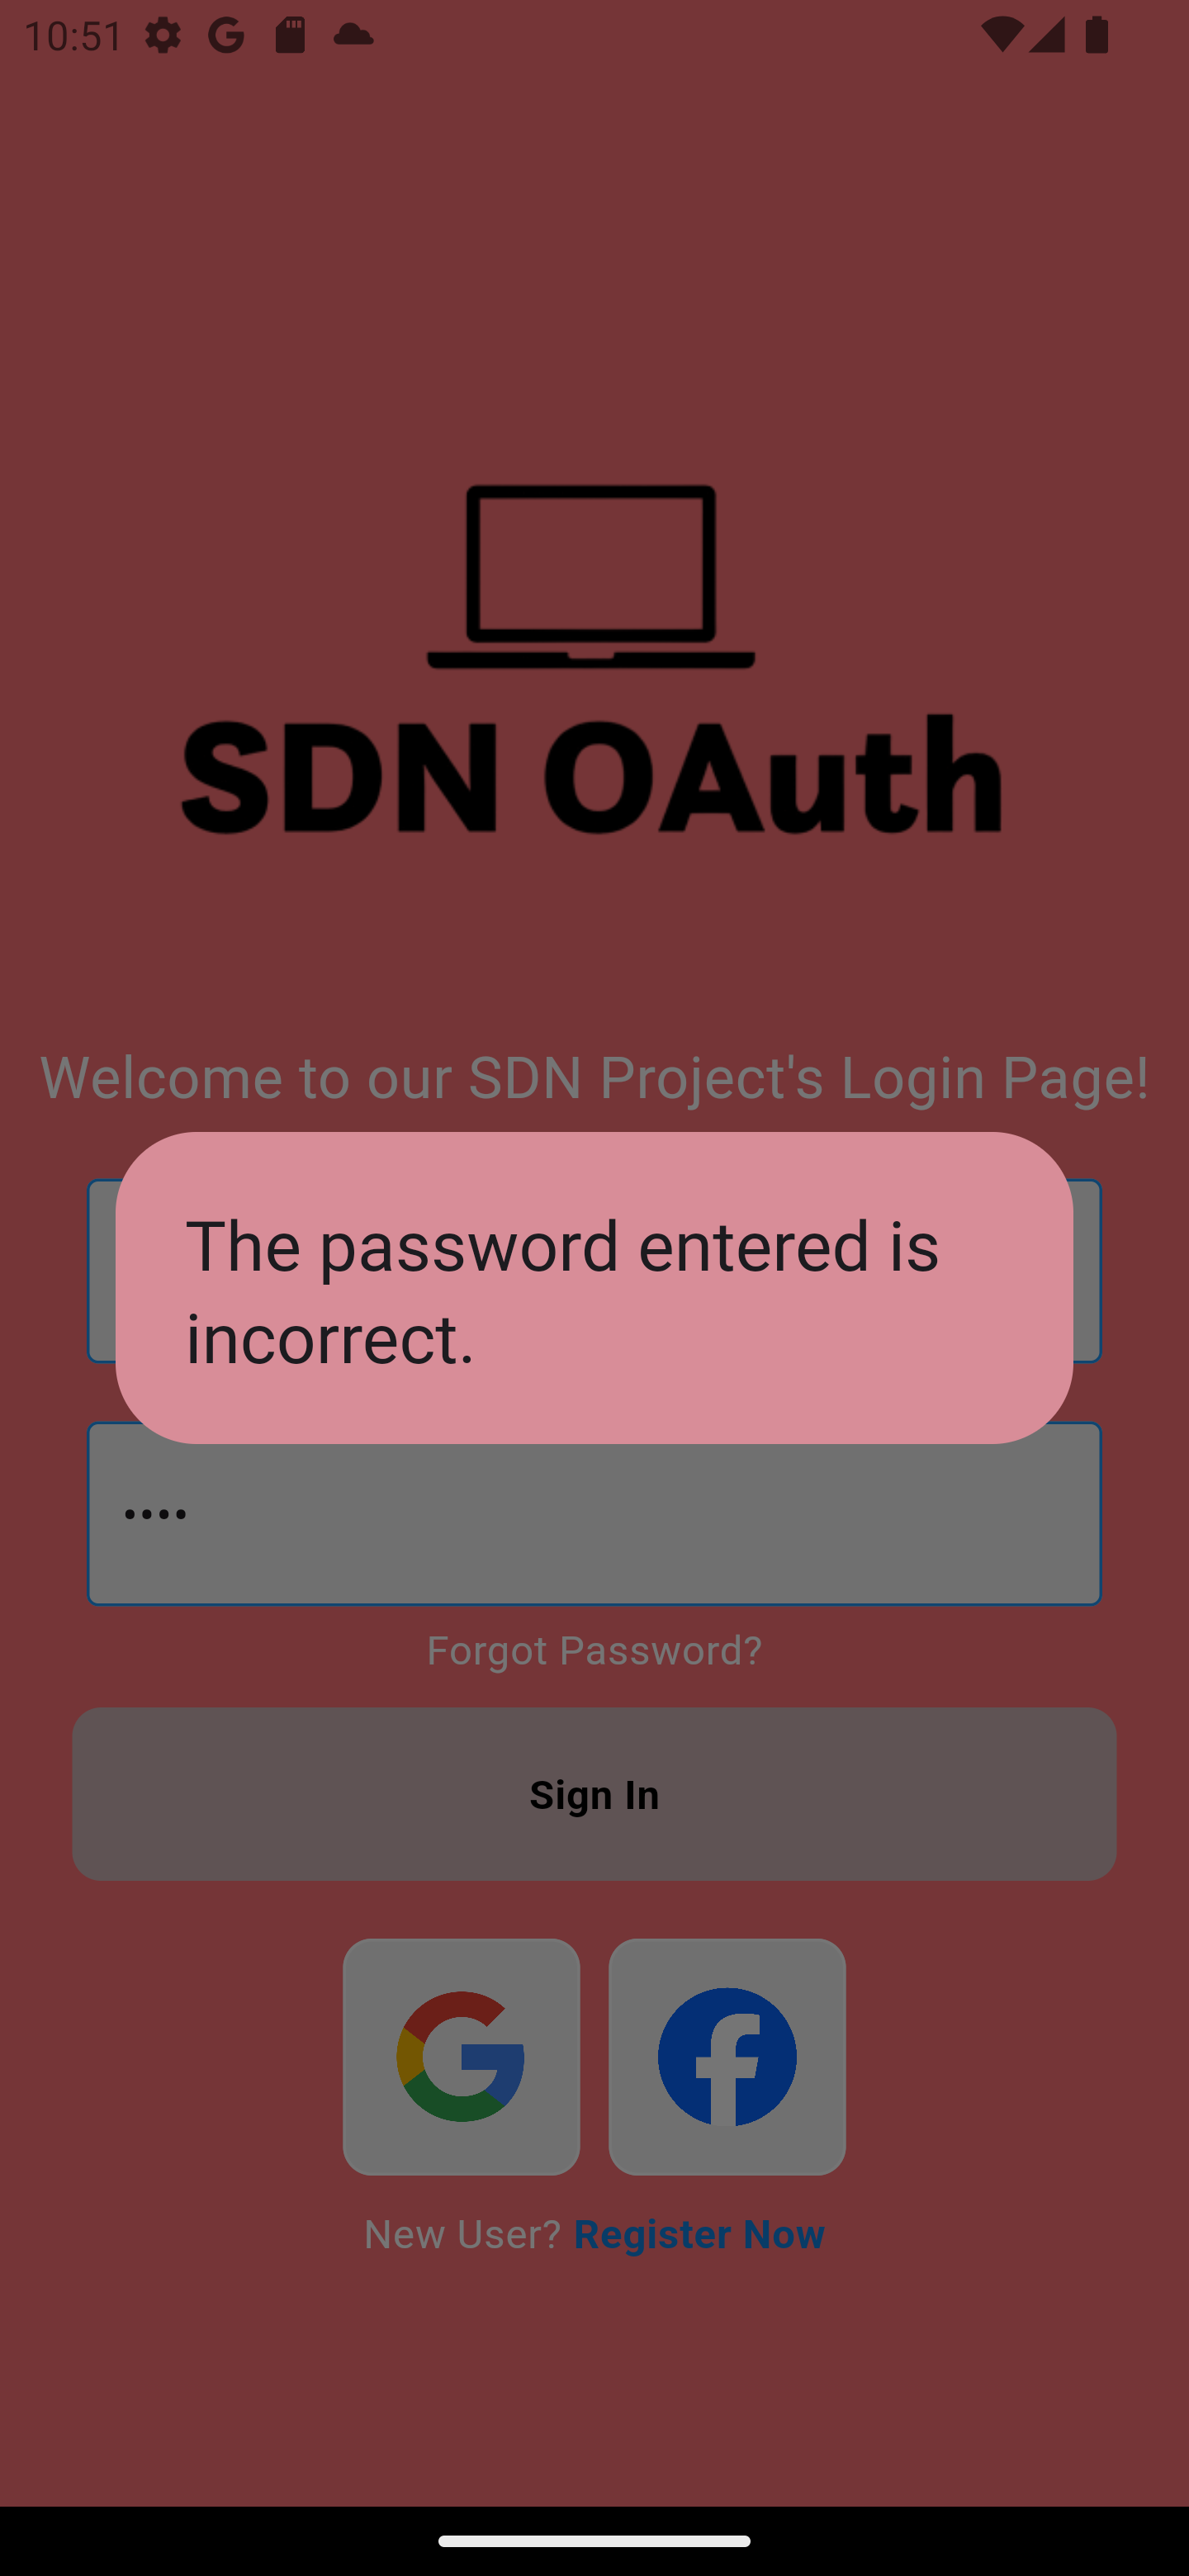 10:51
SDN OAuth
Welcome to our SDN Project's Login Page!
The password entered is
incorrect.
••••
Forgot Password?
Sign In
New User? Register Now